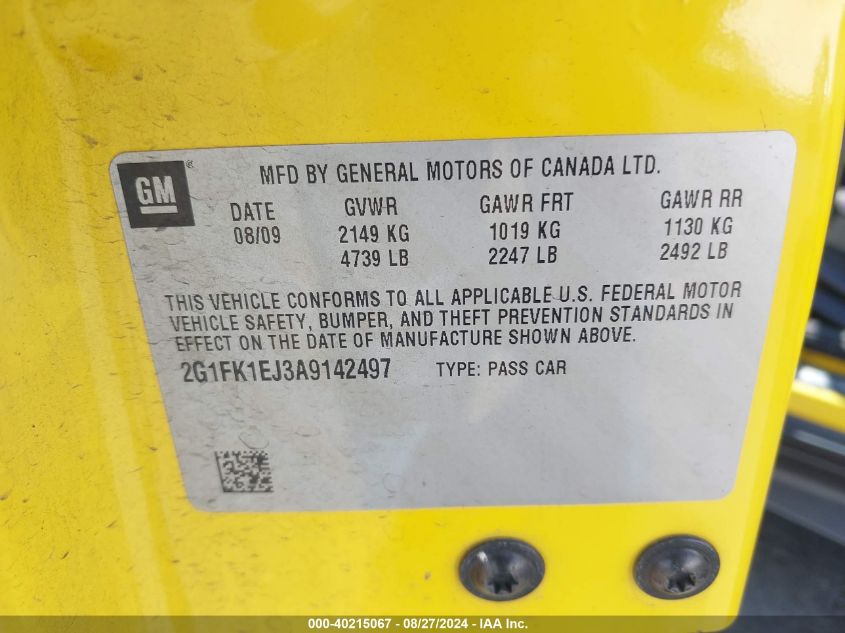 GM
MFD BY GENERAL MOTORS OF CANADA LTD.
DATE GVWR GAWR FRT GAWR RR
08/09 2149 KG 1019 KG 1130 KG
4739 LB 2247 LB 2492 LB
THIS VEHICLE CONFORMS TO ALL APPLICABLE U.S. FEDERAL MOTOR
VEHICLE SAFETY, BUMPER, AND THEFT PREVENTION STANDARDS IN
EFFECT ON THE DATE OF MANUFACTURE SHOWN ABOVE.
2G1FK1EJ3A9142497 TYPE: PASS CAR
000-40215067 - 08/27/2024 - IAA Inc.